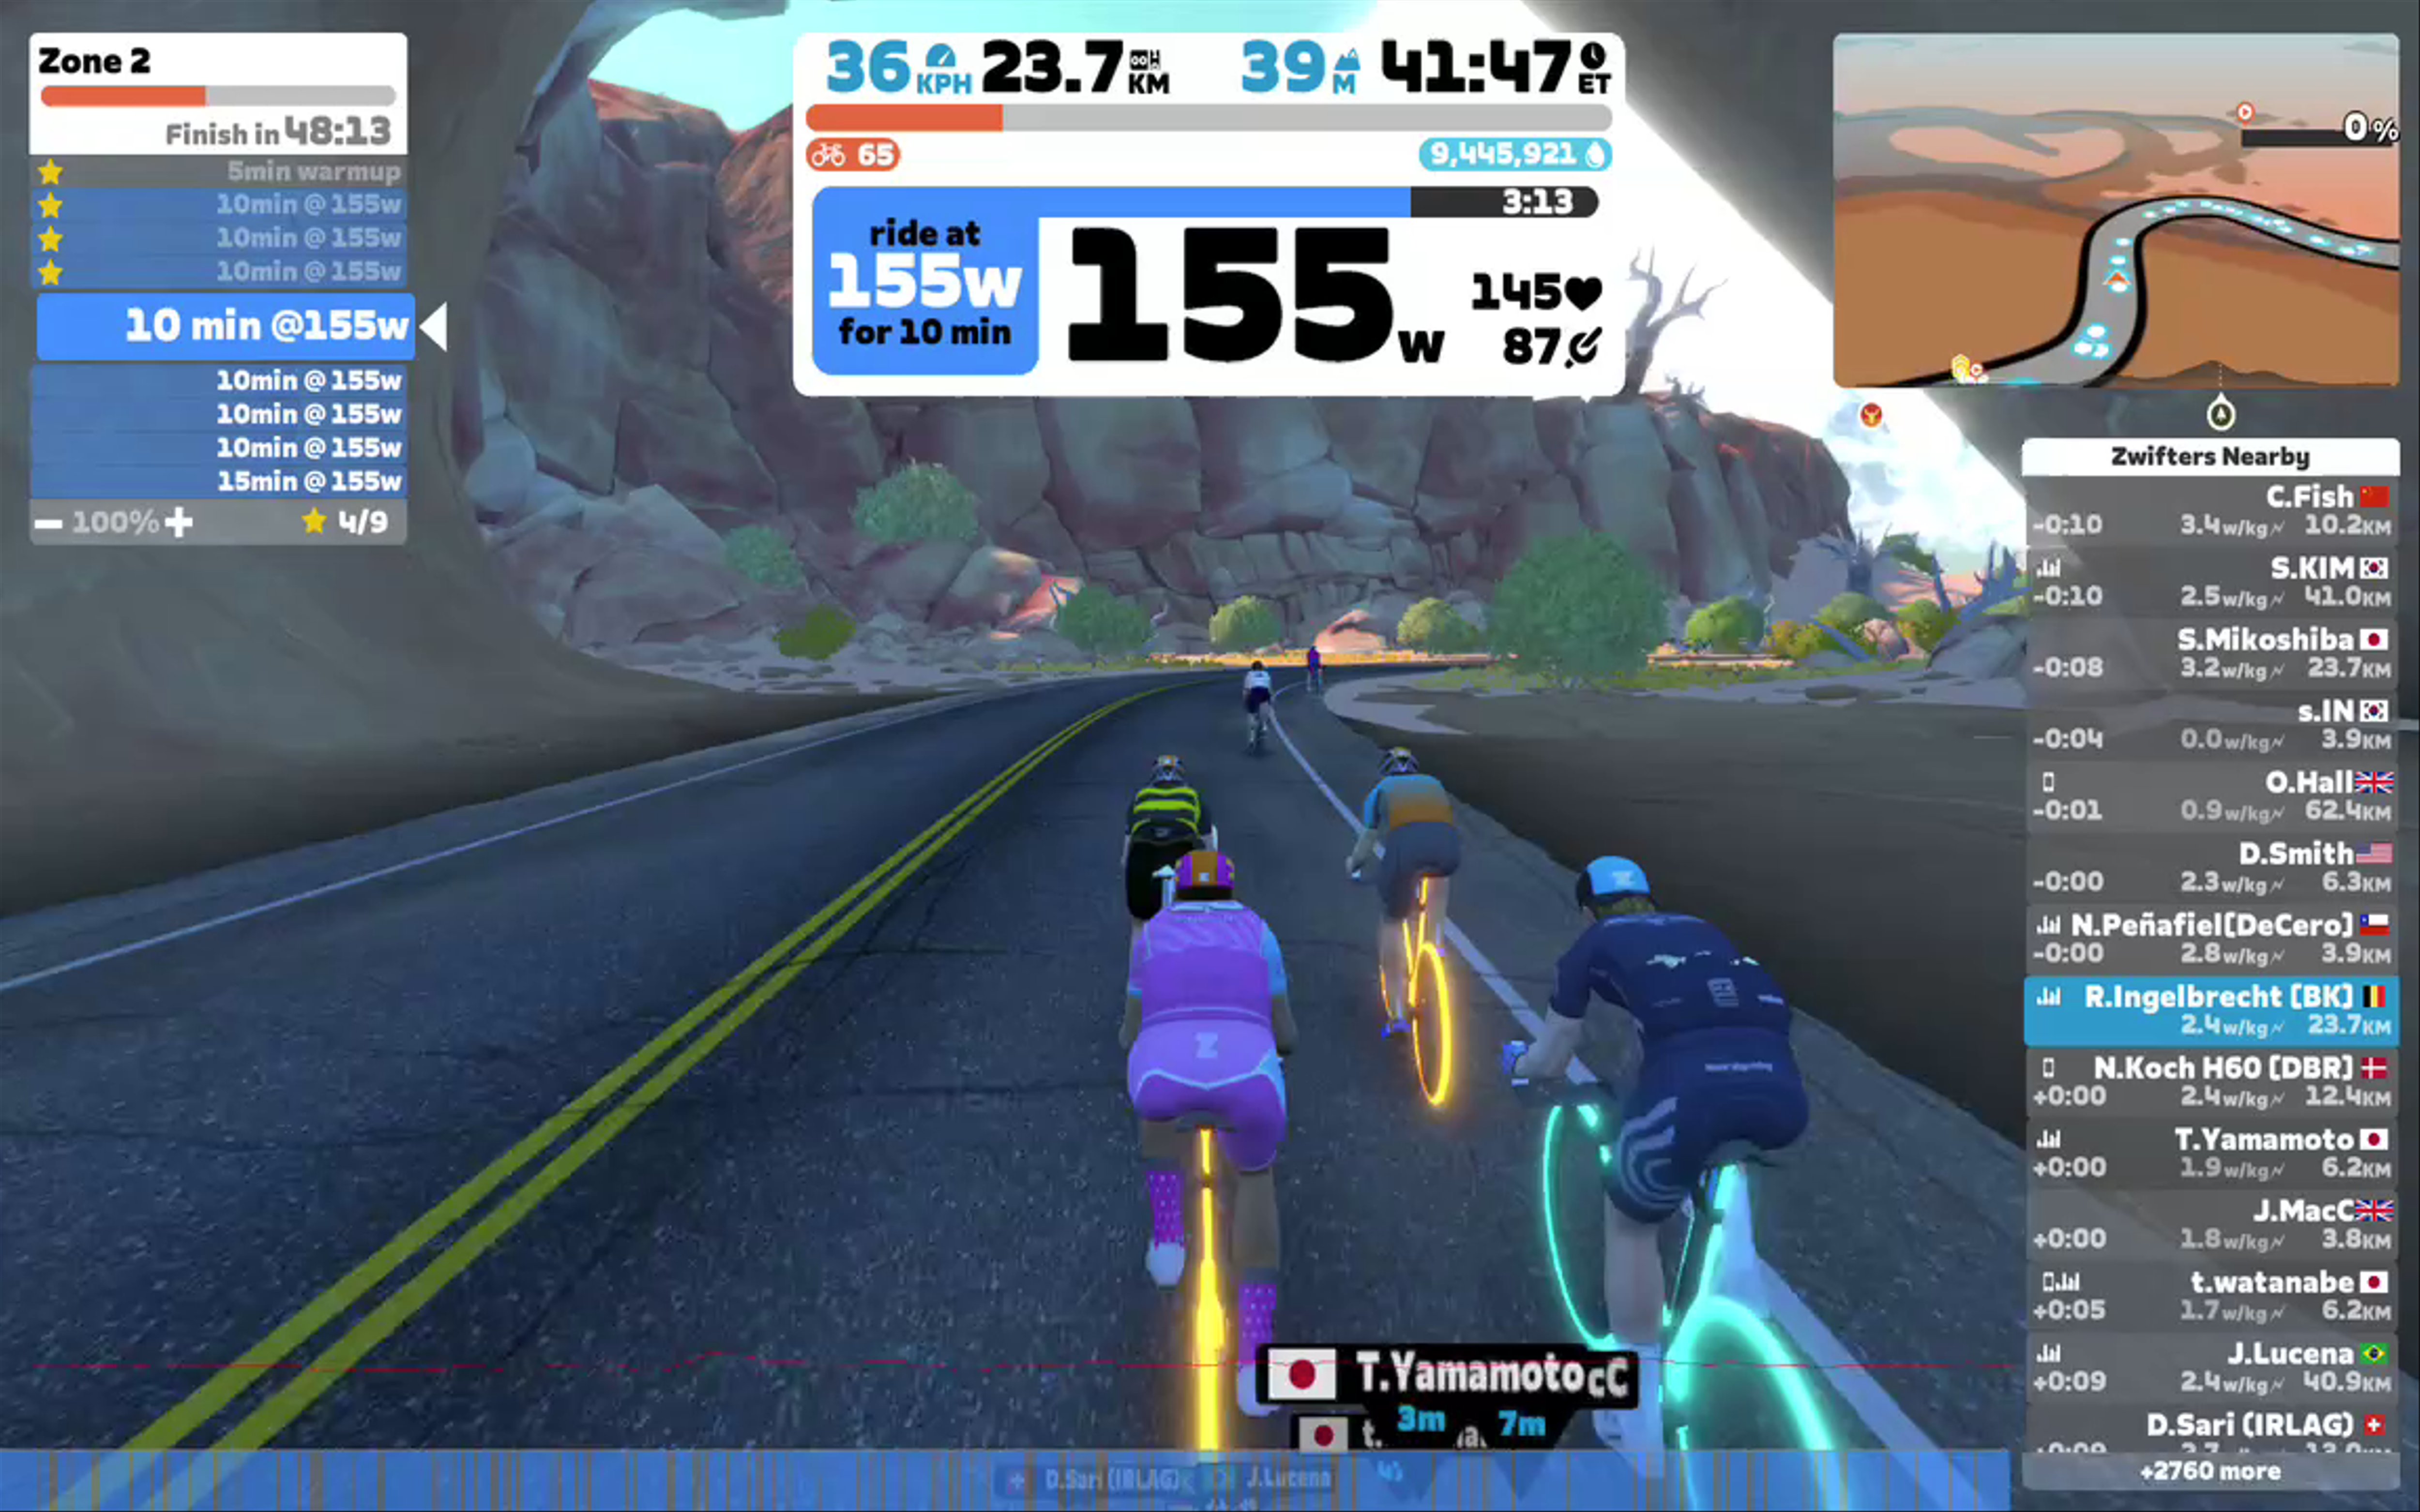 Zone 2
Finish in 48:13
5min warmup
10min @ 155w
10min @ 155w
10min @ 155w
10 min @155w
10min @ 155w
10min @ 155w
10min @ 155w
15min @ 155w
100%
4/9
36 KPH 23.7 KM 39 M 41:47 ET
65
9,445,921
3:13
ride at
155w
for 10 min
155w
145
87
0%
Zwifters Nearby
C.Fish
-0:10 3.4w/kg 10.2KM
S.KIM
-0:10 2.5w/kg 41.0KM
S.Mikoshiba
-0:08 3.2w/kg 23.7KM
s.IN
-0:04 0.0w/kg 3.9KM
O.Hall
-0:01 0.9w/kg 62.4KM
D.Smith
-0:00 2.3w/kg 6.3KM
N.Peñafiel[DeCero]
-0:00 2.8w/kg 3.9KM
R.Ingelbrecht [BK]
2.4w/kg 23.7KM
N.Koch H60 [DBR]
+0:00 2.4w/kg 12.4KM
T.Yamamoto
+0:00 1.9w/kg 6.2KM
J.MacC
+0:00 1.8w/kg 3.8KM
t.watanabe
+0:05 1.7w/kg 6.2KM
J.Lucena
+0:09 2.4w/kg 40.9KM
D.Sari (IRLAG)
+2760 more
Z
T.Yamamoto
3m 7m
D.Sari (IRLAG) J.Lucena